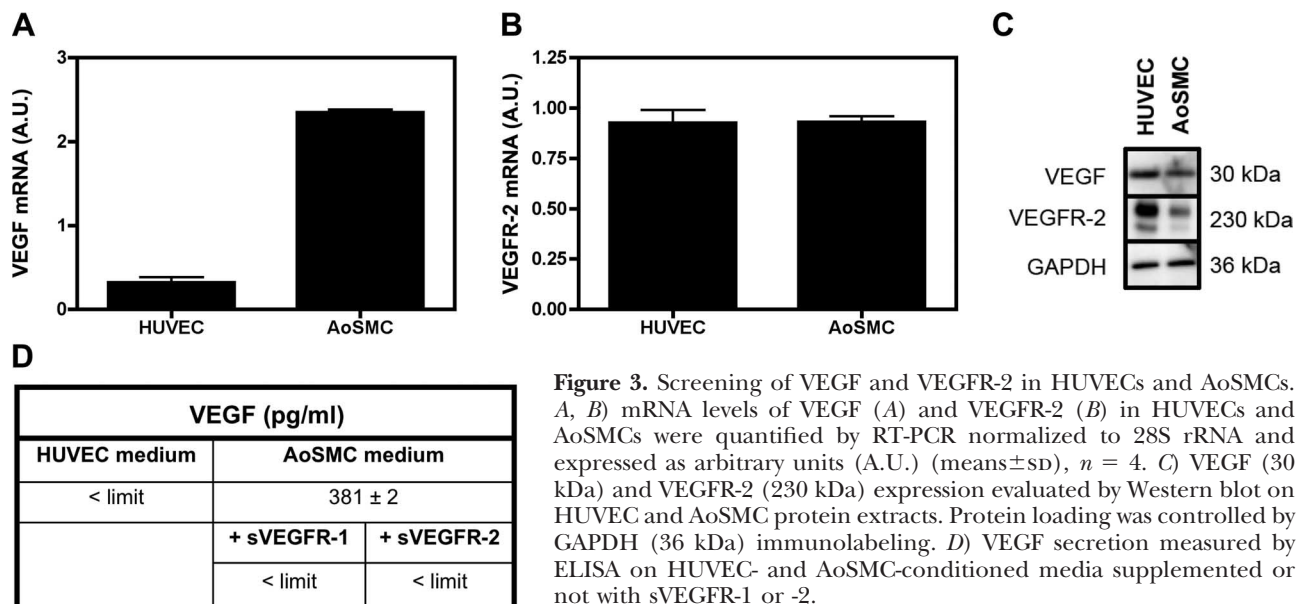 A
VEGF mRNA (A.U.)
3
2
1
0
HUVEC
AoSMC
B
VEGFR-2 mRNA (A.U.)
1.25
1.00
0.75
0.50
0.25
0.00
HUVEC
AoSMC
C
HUVEC
AoSMC
VEGF 30 kDa
VEGFR-2 230 kDa
GAPDH 36 kDa
D
VEGF (pg/ml)
HUVEC medium AoSMC medium
< limit 381 ± 2
+ sVEGFR-1 + sVEGFR-2
< limit < limit
Figure 3. Screening of VEGF and VEGFR-2 in HUVECs and AoSMCs.
A, B) mRNA levels of VEGF (A) and VEGFR-2 (B) in HUVECs and
AoSMCs were quantified by RT-PCR normalized to 28S rRNA and
expressed as arbitrary units (A.U.) (means±SD), n = 4. C) VEGF (30
kDa) and VEGFR-2 (230 kDa) expression evaluated by Western blot on
HUVEC and AoSMC protein extracts. Protein loading was controlled by
GAPDH (36 kDa) immunolabeling. D) VEGF secretion measured by
ELISA on HUVEC- and AoSMC-conditioned media supplemented or
not with sVEGFR-1 or -2.